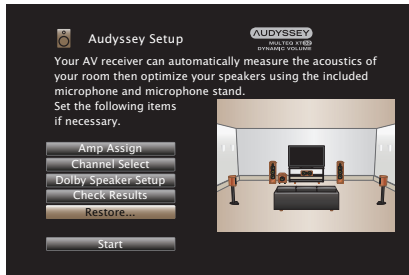 Audyssey Setup
AUDYSSEY
MULTEQ XT32
DYNAMIC VOLUME
Your AV receiver can automatically measure the acoustics of
your room then optimize your speakers using the included
microphone and microphone stand.
Set the following items
if necessary.
Amp Assign
Channel Select
Dolby Speaker Setup
Check Results
Restore...
Start